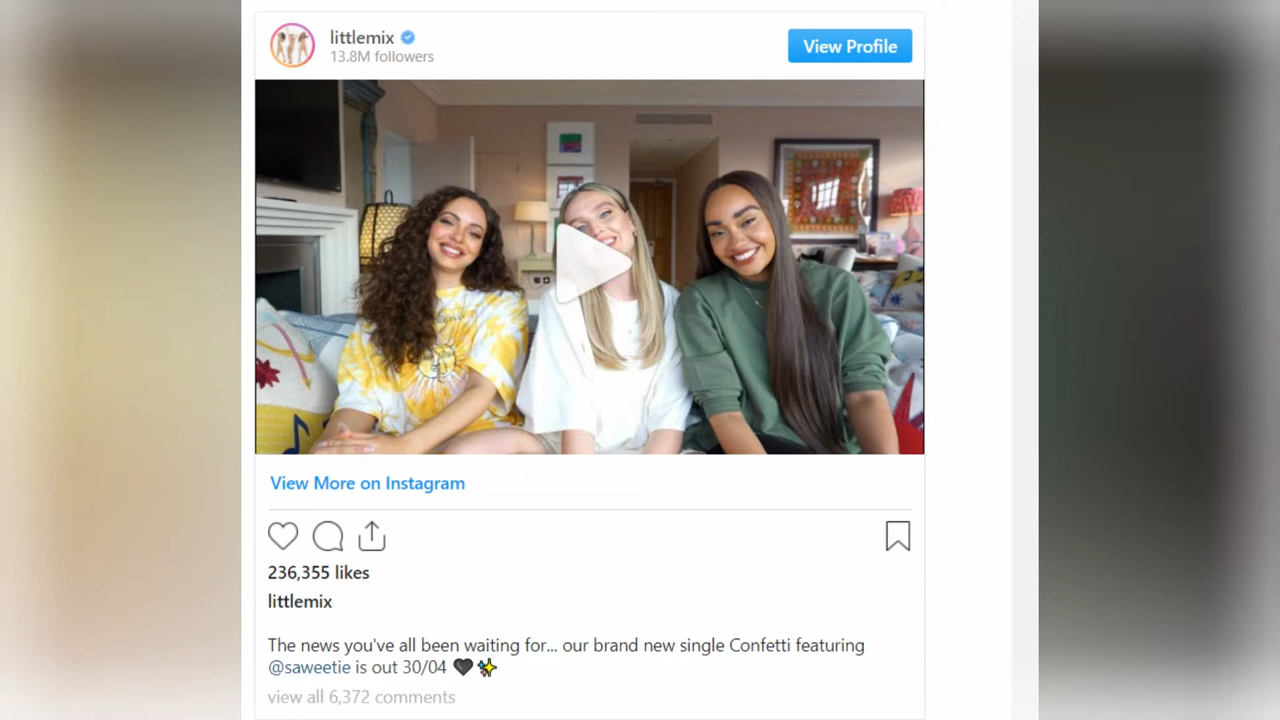 littlemix
13.8M followers
View Profile
View More on Instagram
236,355 likes
littlemix
The news you've all been waiting for... our brand new single Confetti featuring
@saweetie is out 30/04 🖤✨
view all 6,372 comments